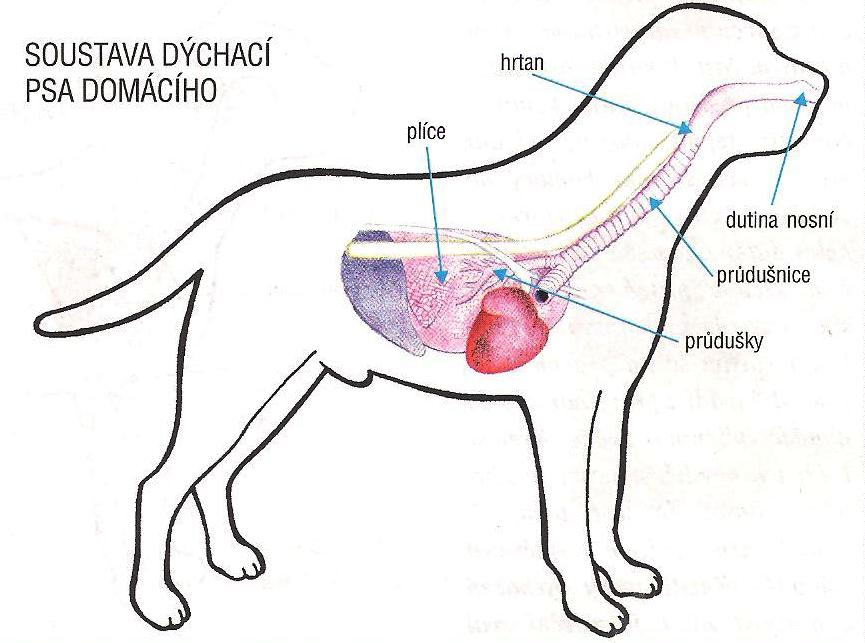 SOUSTAVA DÝCHACÍ
PSA DOMÁCÍHO
hrtan
plíce
dutina nosní
průdušnice
průdušky